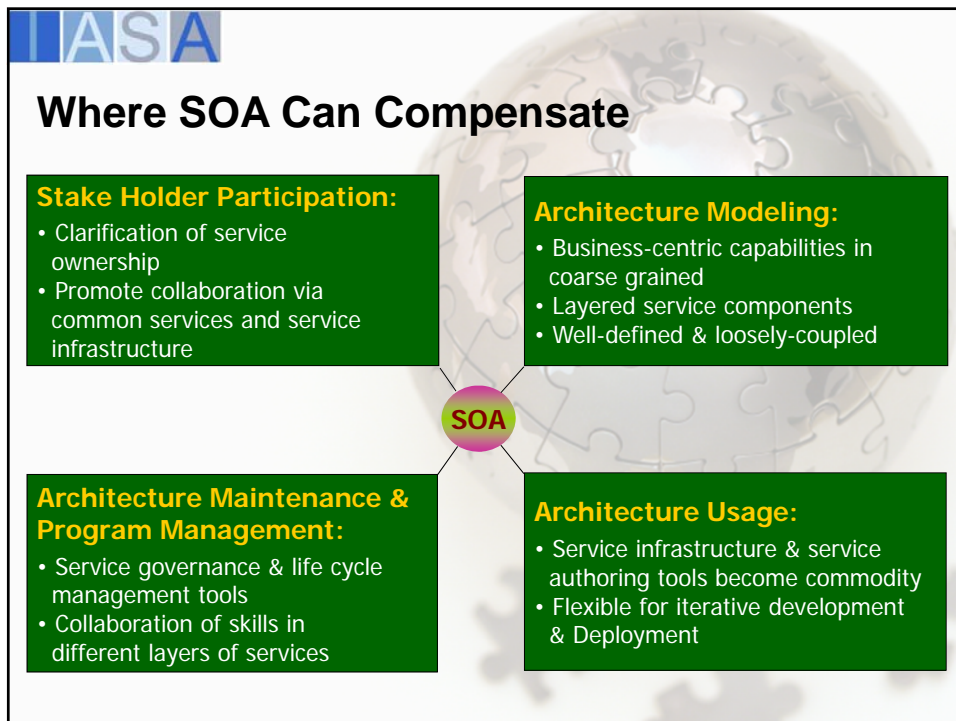 IASA
Where SOA Can Compensate
Stake Holder Participation:
• Clarification of service
ownership
• Promote collaboration via
common services and service
infrastructure
Architecture Modeling:
• Business-centric capabilities in
coarse grained
• Layered service components
• Well-defined & loosely-coupled
SOA
Architecture Maintenance &
Program Management:
• Service governance & life cycle
management tools
• Collaboration of skills in
different layers of services
Architecture Usage:
• Service infrastructure & service
authoring tools become commodity
• Flexible for iterative development
& Deployment